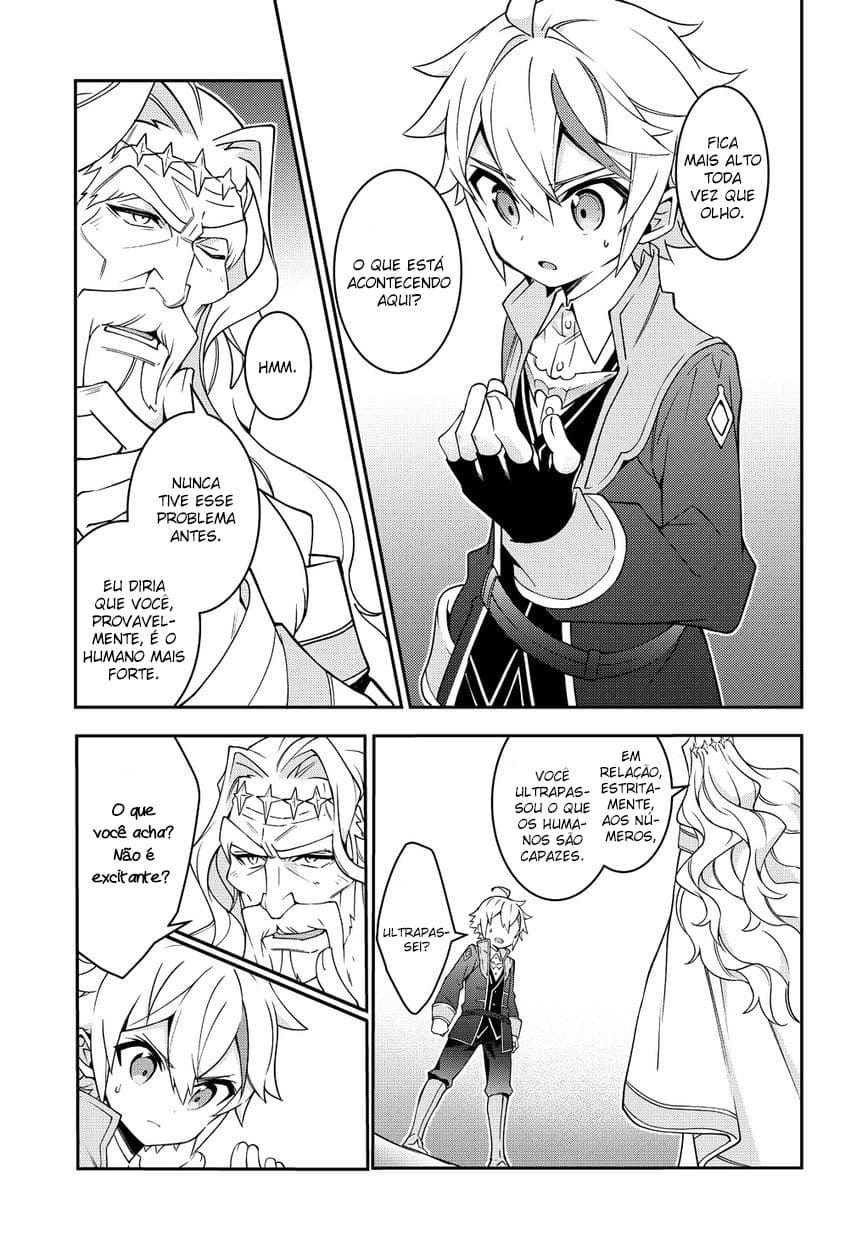 FICA
MAIS ALTO
TODA
VEZ QUE
OLHO.
O QUE ESTÁ
ACONTECENDO
AQUI?
HMM.
NUNCA
TIVE ESSE
PROBLEMA
ANTES.
EU DIRIA
QUE VOCÊ,
PROVAVEL-
MENTE, É O
HUMANO MAIS
FORTE.
EM
RELAÇÃO,
ESTRITA-
MENTE,
AOS NÚ-
MEROS,
VOCÊ
ULTRAPAS-
SOU O QUE
OS HUMA-
NOS SÃO
CAPAZES.
ULTRAPAS-
SEI?
O que
você acha?
Não é
excitante?